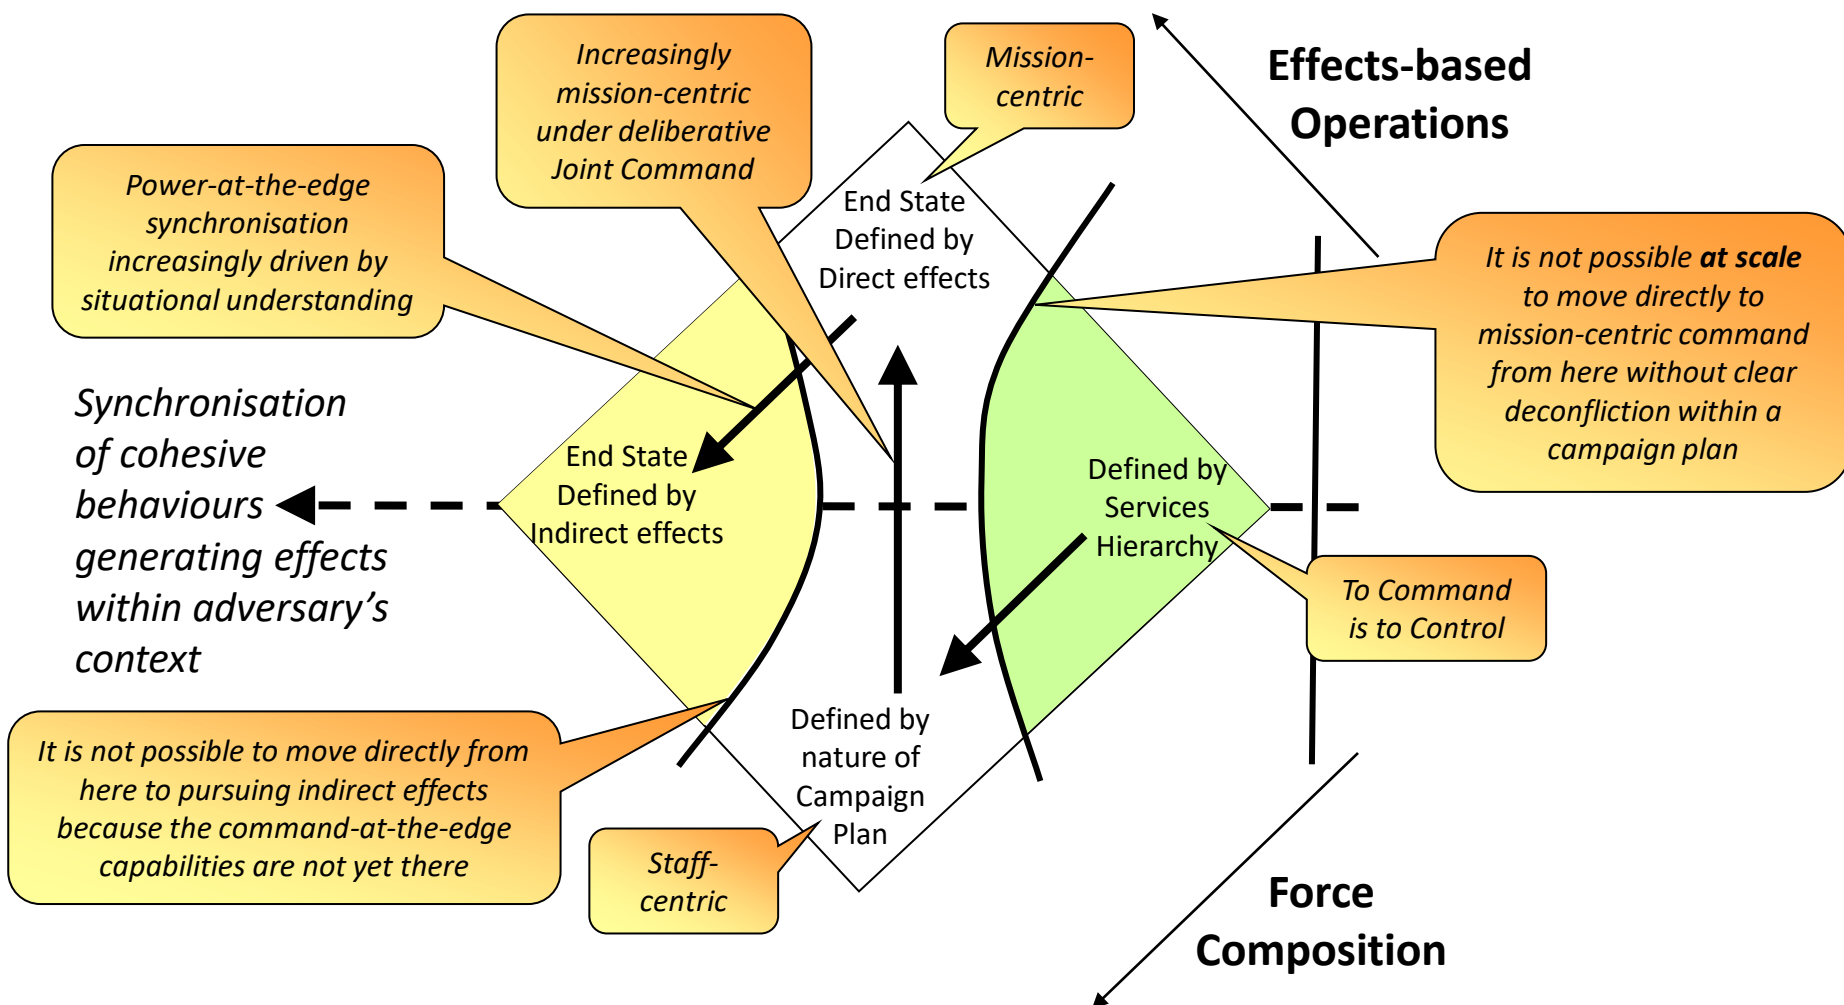 Increasingly
mission-centric
under deliberative
Joint Command
Mission-
centric
Effects-based
Operations
Power-at-the-edge
synchronisation
increasingly driven by
situational understanding
End State
Defined by
Direct effects
It is not possible at scale
to move directly to
mission-centric command
from here without clear
deconfliction within a
campaign plan
Synchronisation
of cohesive
behaviours
generating effects
within adversary’s
context
End State
Defined by
Indirect effects
Defined by
Services
Hierarchy
To Command
is to Control
It is not possible to move directly from
here to pursuing indirect effects
because the command-at-the-edge
capabilities are not yet there
Defined by
nature of
Campaign
Plan
Staff-
centric
Force
Composition